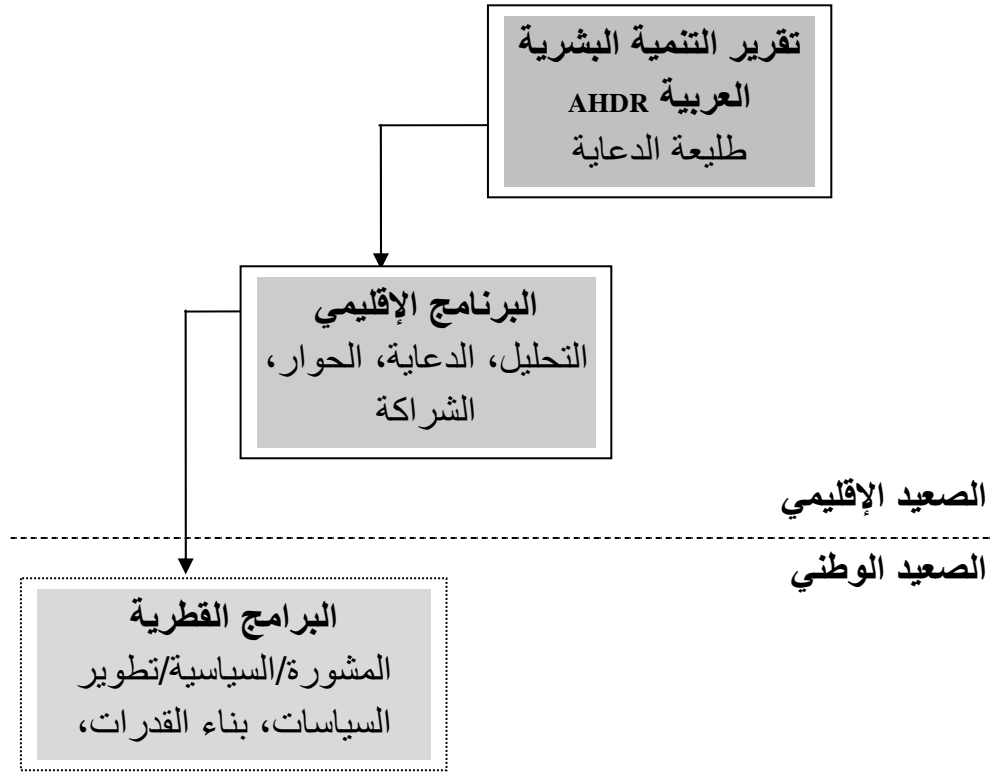 تقرير التنمية البشرية
العربية AHDR
طليعة الدعاية
البرنامج الإقليمي
التحليل، الدعاية، الحوار،
الشراكة
الصعيد الإقليمي
الصعيد الوطني
البرامج القطرية
المشورة/السياسية/تطوير
السياسات، بناء القدرات،